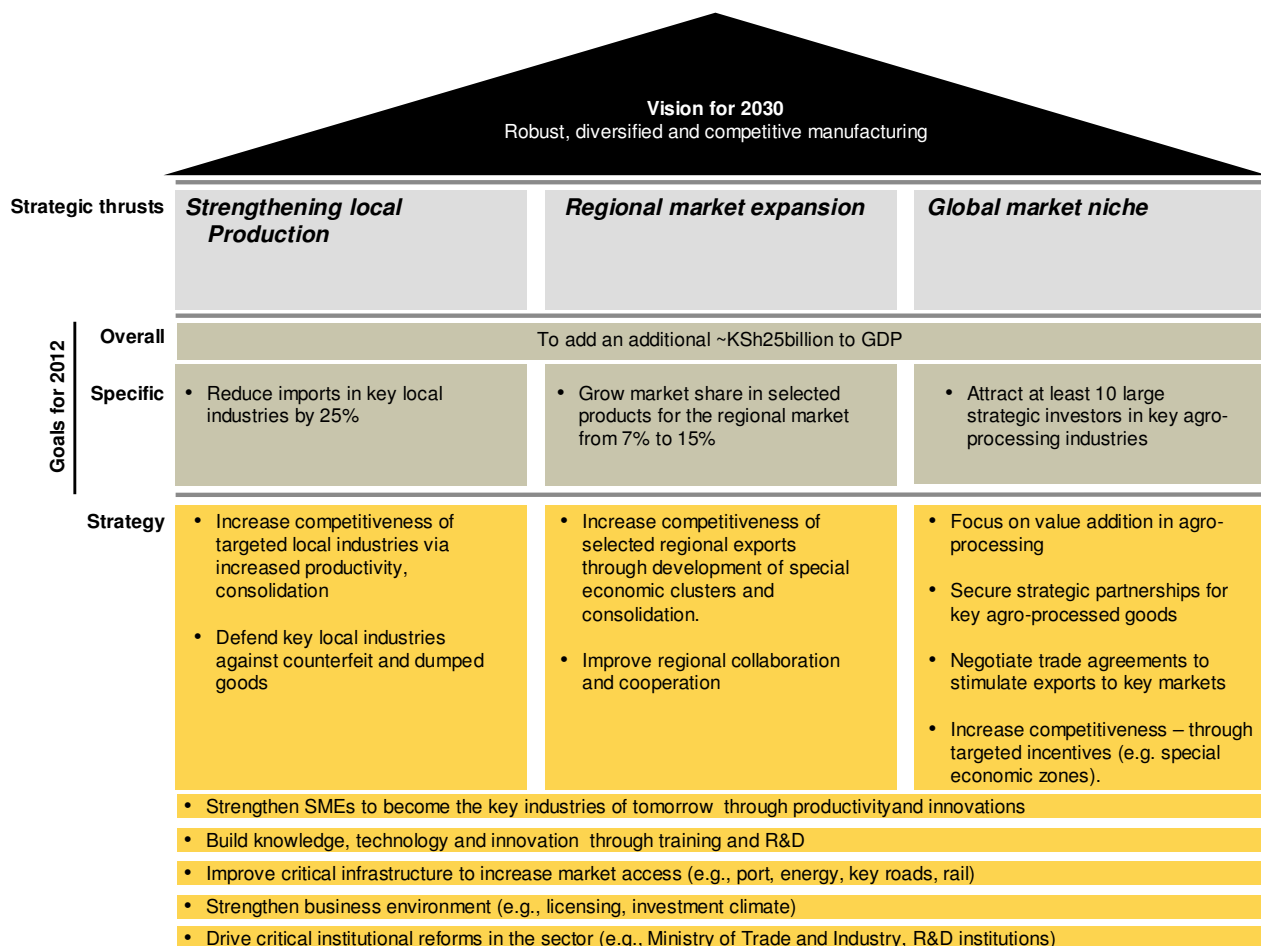 Vision for 2030
Robust, diversified and competitive manufacturing
Strategic thrusts
Strengthening local
Production
Regional market expansion
Global market niche
Goals for 2012
Overall
To add an additional ~KSh25billion to GDP
Specific
• Reduce imports in key local
industries by 25%
• Grow market share in selected
products for the regional market
from 7% to 15%
• Attract at least 10 large
strategic investors in key agro-
processing industries
Strategy
• Increase competitiveness of
targeted local industries via
increased productivity,
consolidation
• Defend key local industries
against counterfeit and dumped
goods
• Increase competitiveness of
selected regional exports
through development of special
economic clusters and
consolidation.
• Improve regional collaboration
and cooperation
• Focus on value addition in agro-
processing
• Secure strategic partnerships for
key agro-processed goods
• Negotiate trade agreements to
stimulate exports to key markets
• Increase competitiveness – through
targeted incentives (e.g. special
economic zones).
• Strengthen SMEs to become the key industries of tomorrow through productivityand innovations
• Build knowledge, technology and innovation through training and R&D
• Improve critical infrastructure to increase market access (e.g., port, energy, key roads, rail)
• Strengthen business environment (e.g., licensing, investment climate)
• Drive critical institutional reforms in the sector (e.g., Ministry of Trade and Industry, R&D institutions)